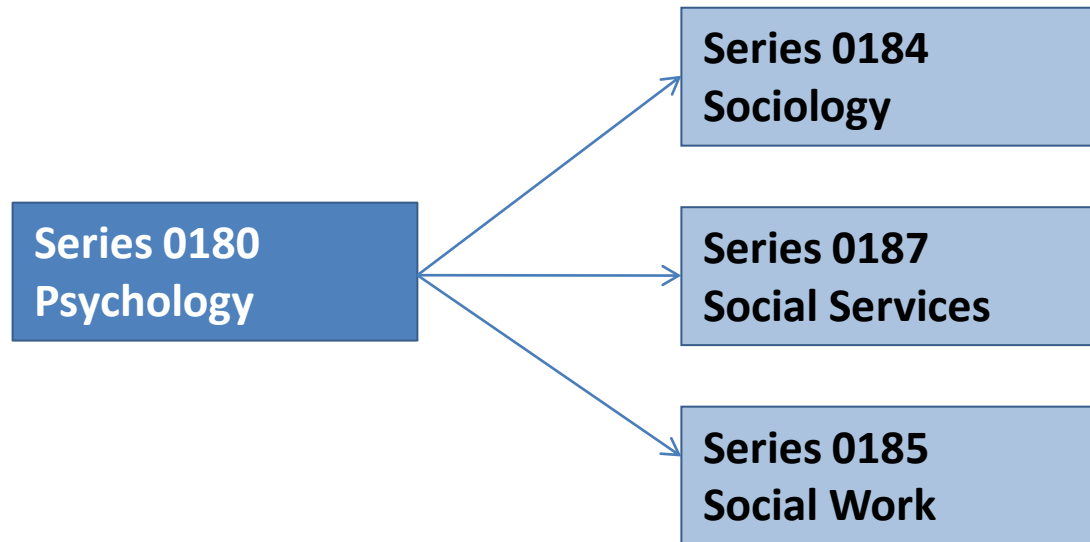 Series 0184
Sociology
Series 0180
Psychology
Series 0187
Social Services
Series 0185
Social Work